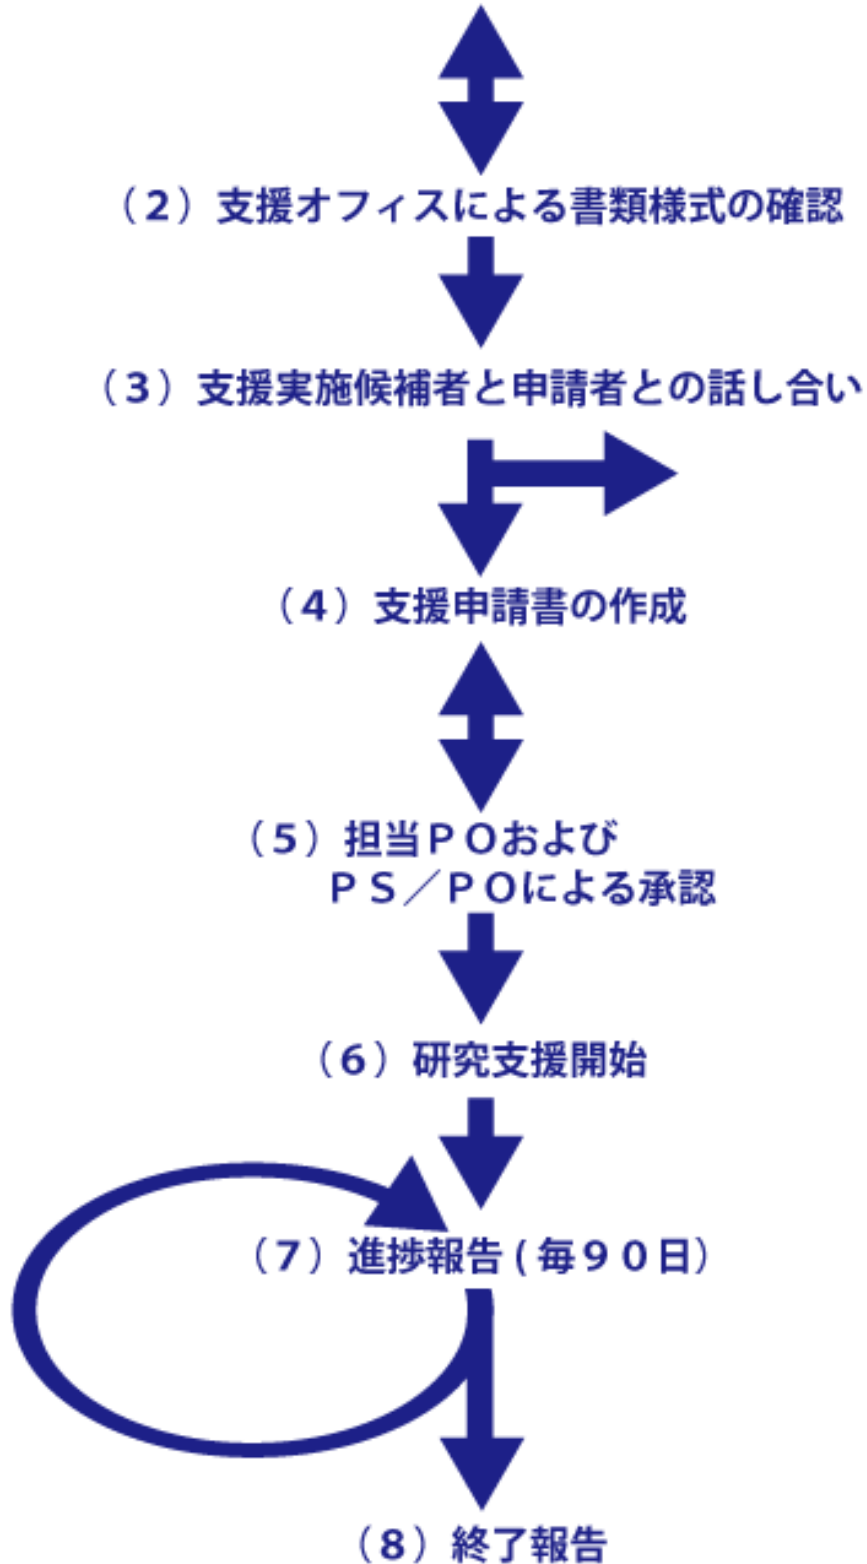 （2）支援オフィスによる書類様式の確認
（3）支援実施候補者と申請者との話し合い
（4）支援申請書の作成
（5）担当ＰＯおよび
ＰＳ／ＰＯによる承認
（6）研究支援開始
（7）進捗報告(毎９０日）
（8）終了報告